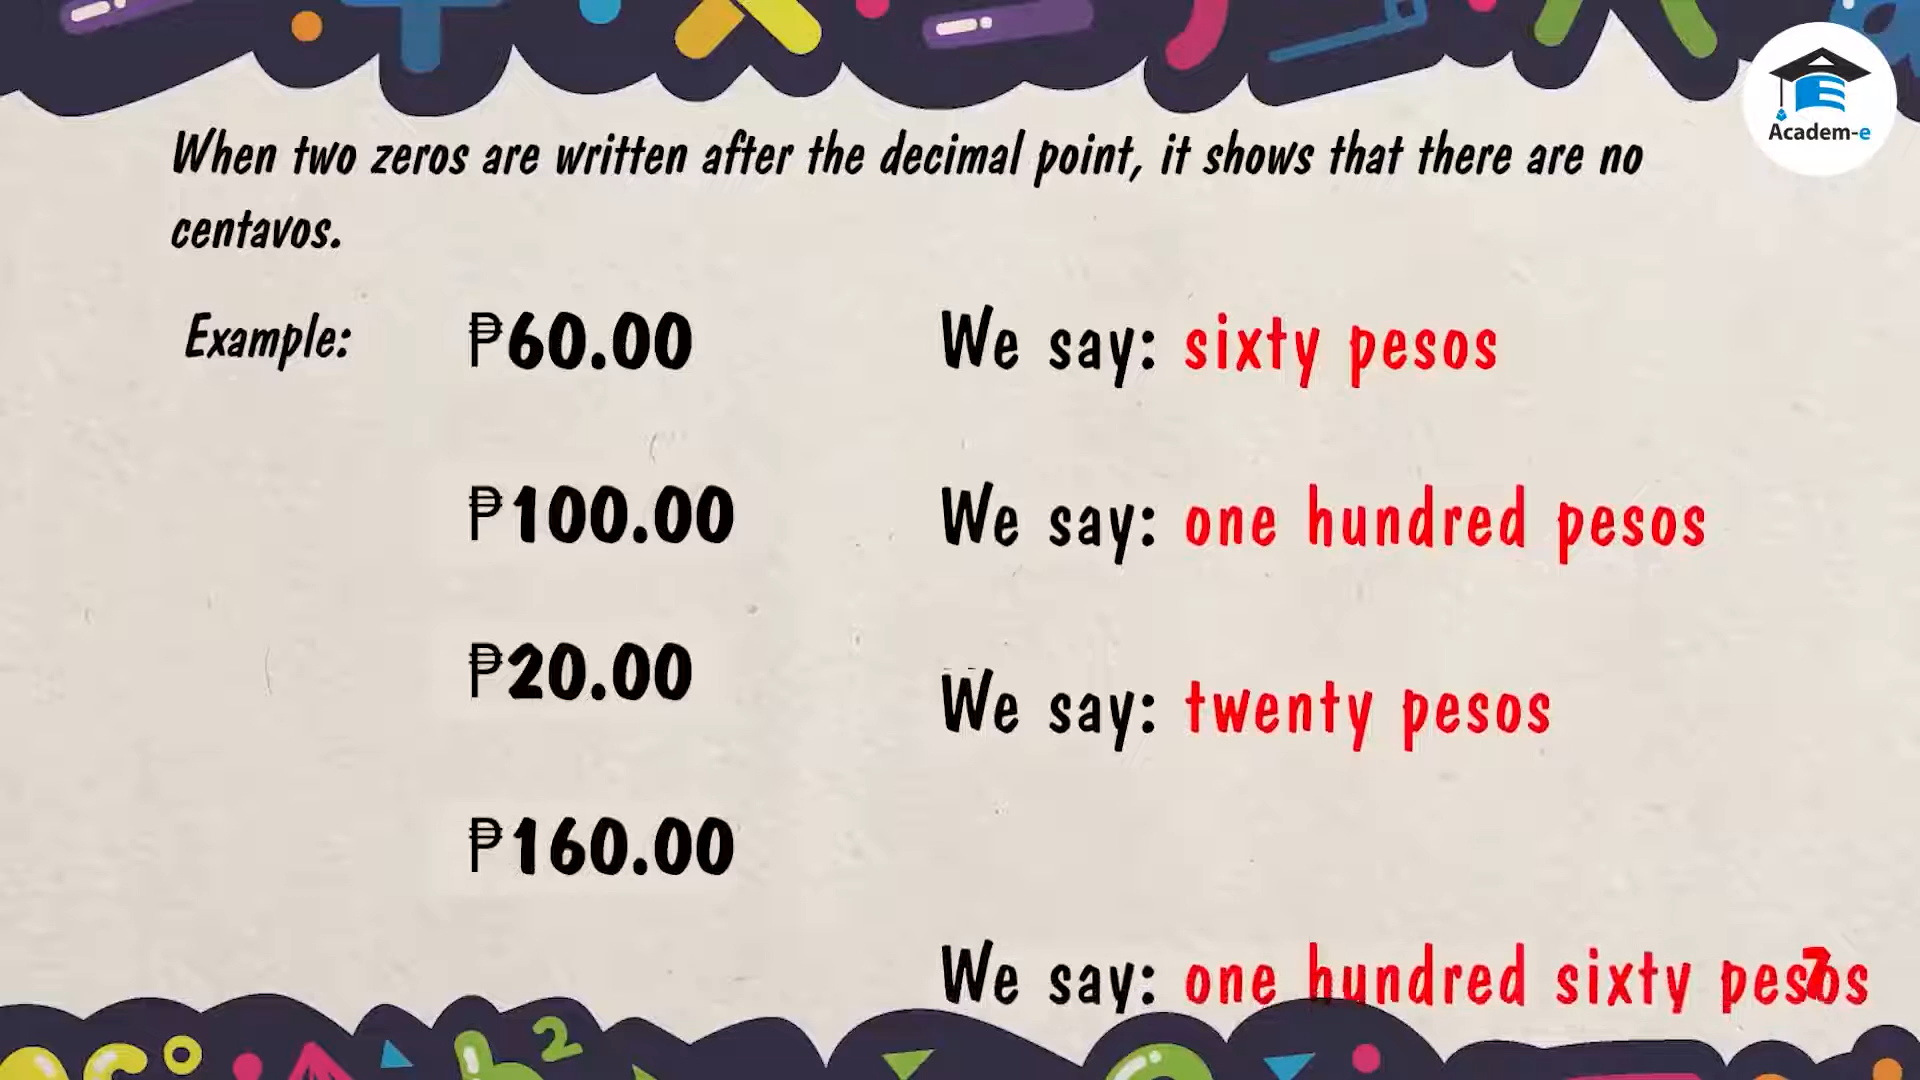 Academ-e
When two zeros are written after the decimal point, it shows that there are no
centavos.
Example: ₱60.00 We say: sixty pesos
₱100.00 We say: one hundred pesos
₱20.00 We say: twenty pesos
₱160.00
We say: one hundred sixty pesos
7
2